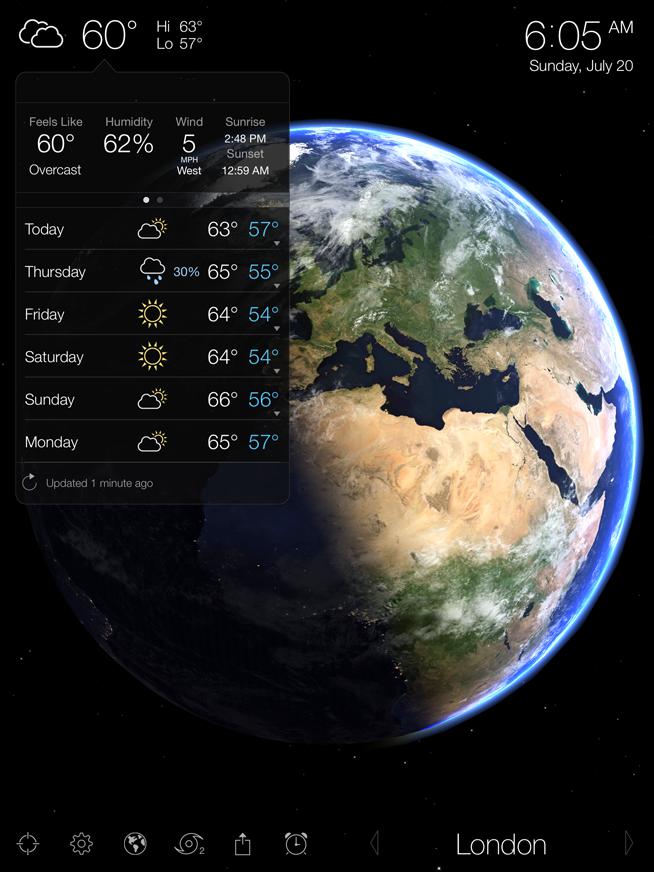 60°
Hi 63°
Lo 57°
6:05 AM
Sunday, July 20
Feels Like
60°
Overcast
Humidity
62%
Wind
5
MPH
West
Sunrise
2:48 PM
Sunset
12:59 AM
Today 63° 57°
Thursday 30% 65° 55°
Friday 64° 54°
Saturday 64° 54°
Sunday 66° 56°
Monday 65° 57°
Updated 1 minute ago
2
London